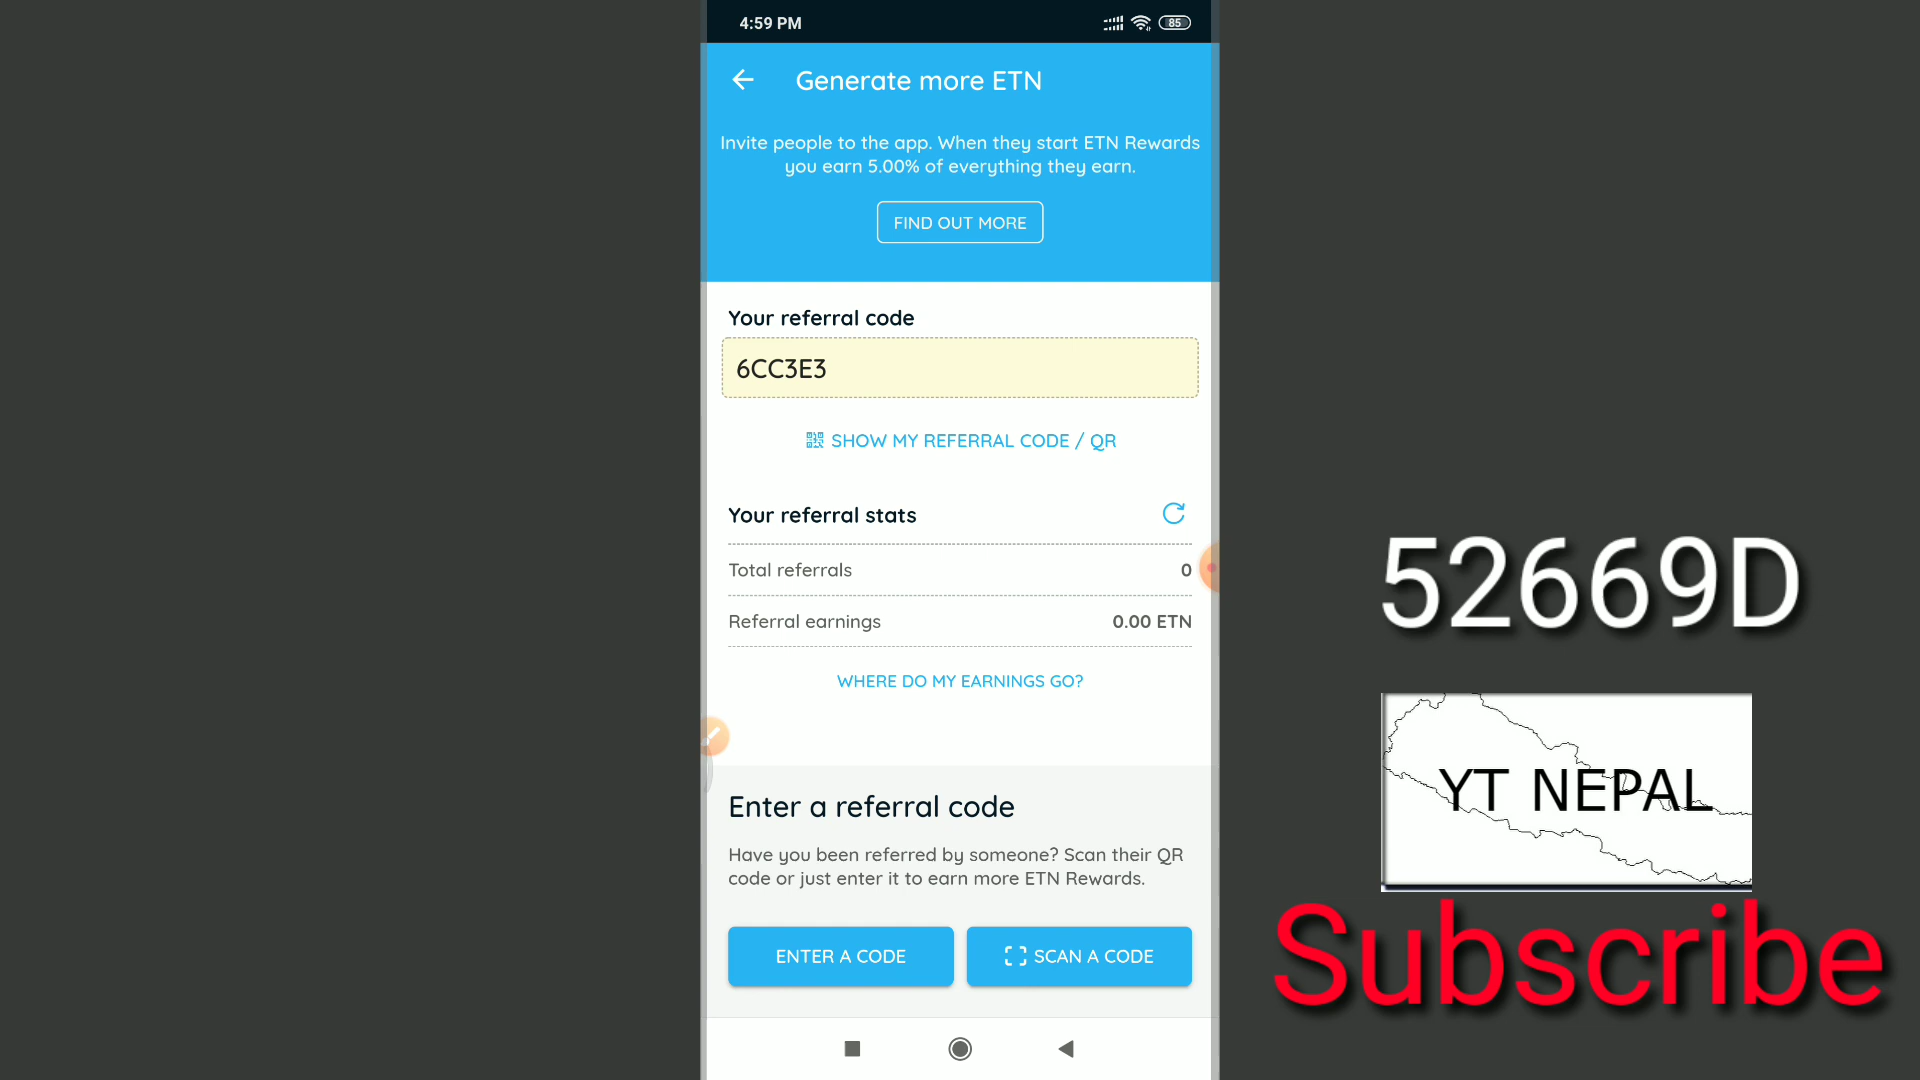 4:59 PM
85
Generate more ETN
Invite people to the app. When they start ETN Rewards
you earn 5.00% of everything they earn.
FIND OUT MORE
Your referral code
6CC3E3
SHOW MY REFERRAL CODE / QR
Your referral stats
Total referrals 0
Referral earnings 0.00 ETN
WHERE DO MY EARNINGS GO?
Enter a referral code
Have you been referred by someone? Scan their QR
code or just enter it to earn more ETN Rewards.
ENTER A CODE
SCAN A CODE
52669D
YT NEPAL
Subscribe